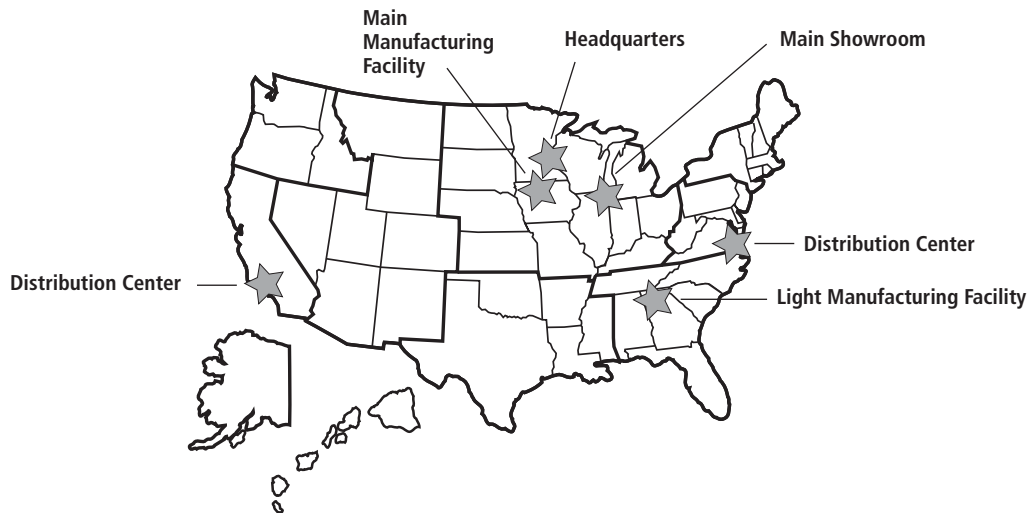 Main
Manufacturing
Facility
Headquarters
Main Showroom
Distribution Center
Distribution Center
Light Manufacturing Facility